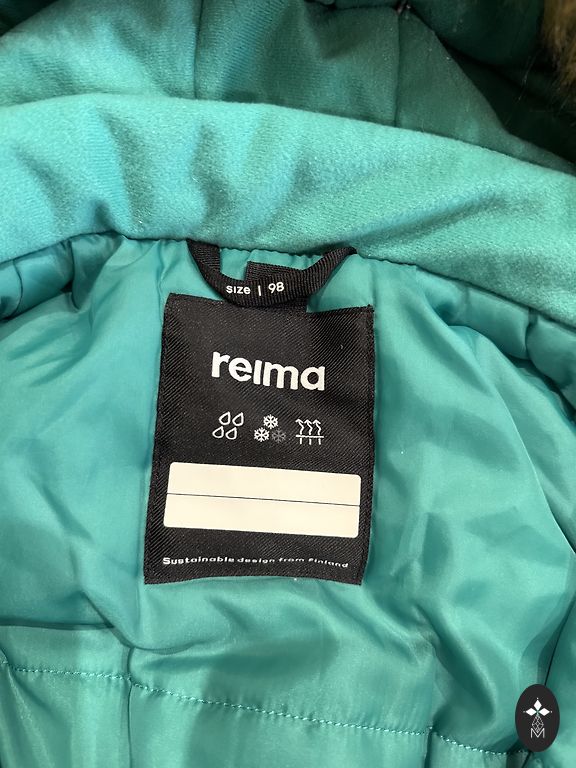 size | 98
reima
Sustainable design from Finland
M